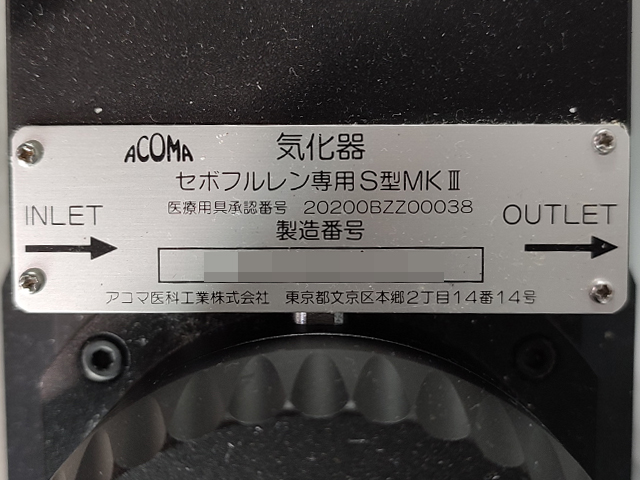 ACOMA 気化器
セボフルレン専用S型MKⅢ
医療用具承認番号 20200BZZ00038
INLET
OUTLET
製造番号
アコマ医科工業株式会社 東京都文京区本郷2丁目14番14号